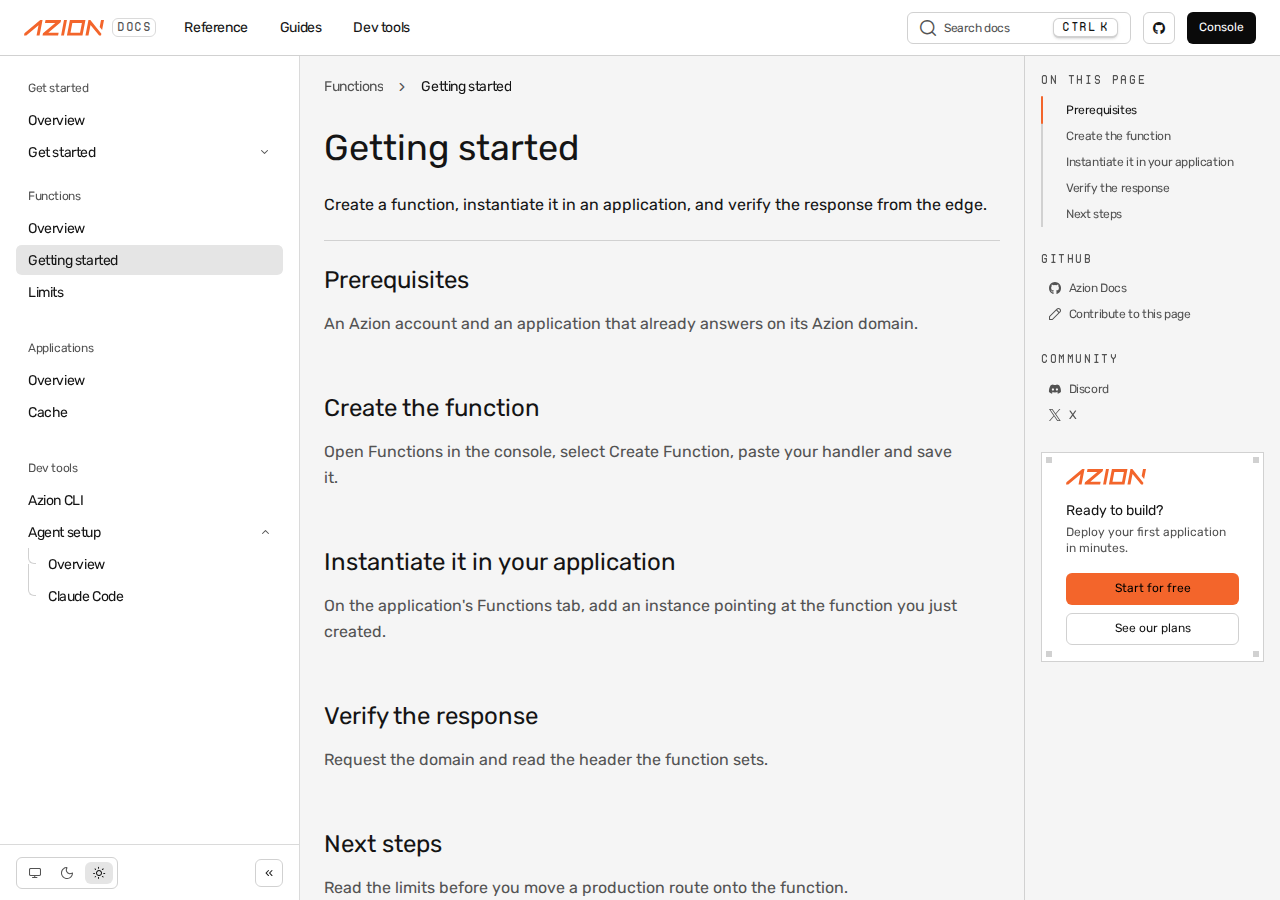 AZION DOCS
Reference
Guides
Dev tools
Search docs
CTRL K
Console
Get started
Overview
Get started
Functions
Overview
Getting started
Limits
Applications
Overview
Cache
Dev tools
Azion CLI
Agent setup
Overview
Claude Code
Functions
Getting started
Getting started
Create a function, instantiate it in an application, and verify the response from the edge.
Prerequisites
An Azion account and an application that already answers on its Azion domain.
Create the function
Open Functions in the console, select Create Function, paste your handler and save
it.
Instantiate it in your application
On the application's Functions tab, add an instance pointing at the function you just
created.
Verify the response
Request the domain and read the header the function sets.
Next steps
Read the limits before you move a production route onto the function.
ON THIS PAGE
Prerequisites
Create the function
Instantiate it in your application
Verify the response
Next steps
GITHUB
Azion Docs
Contribute to this page
COMMUNITY
Discord
X
AZION
Ready to build?
Deploy your first application
in minutes.
Start for free
See our plans